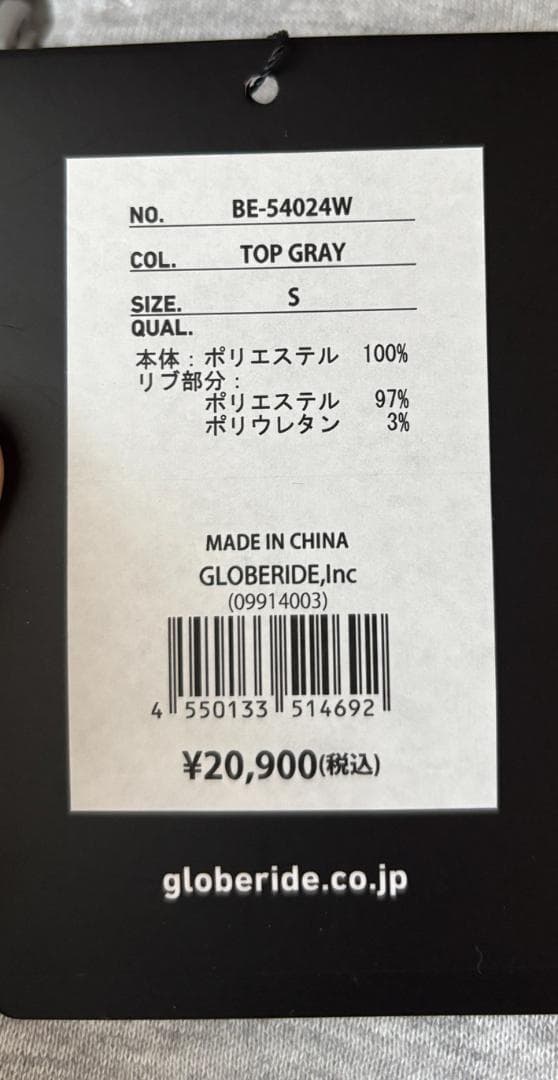 NO. BE-54024W
COL. TOP GRAY
SIZE. S
QUAL.
本体：ポリエステル 100%
リブ部分：
ポリエステル 97%
ポリウレタン 3%
MADE IN CHINA
GLOBERIDE,Inc
(09914003)
4 550133 514692
¥20,900(税込)
globeride.co.jp